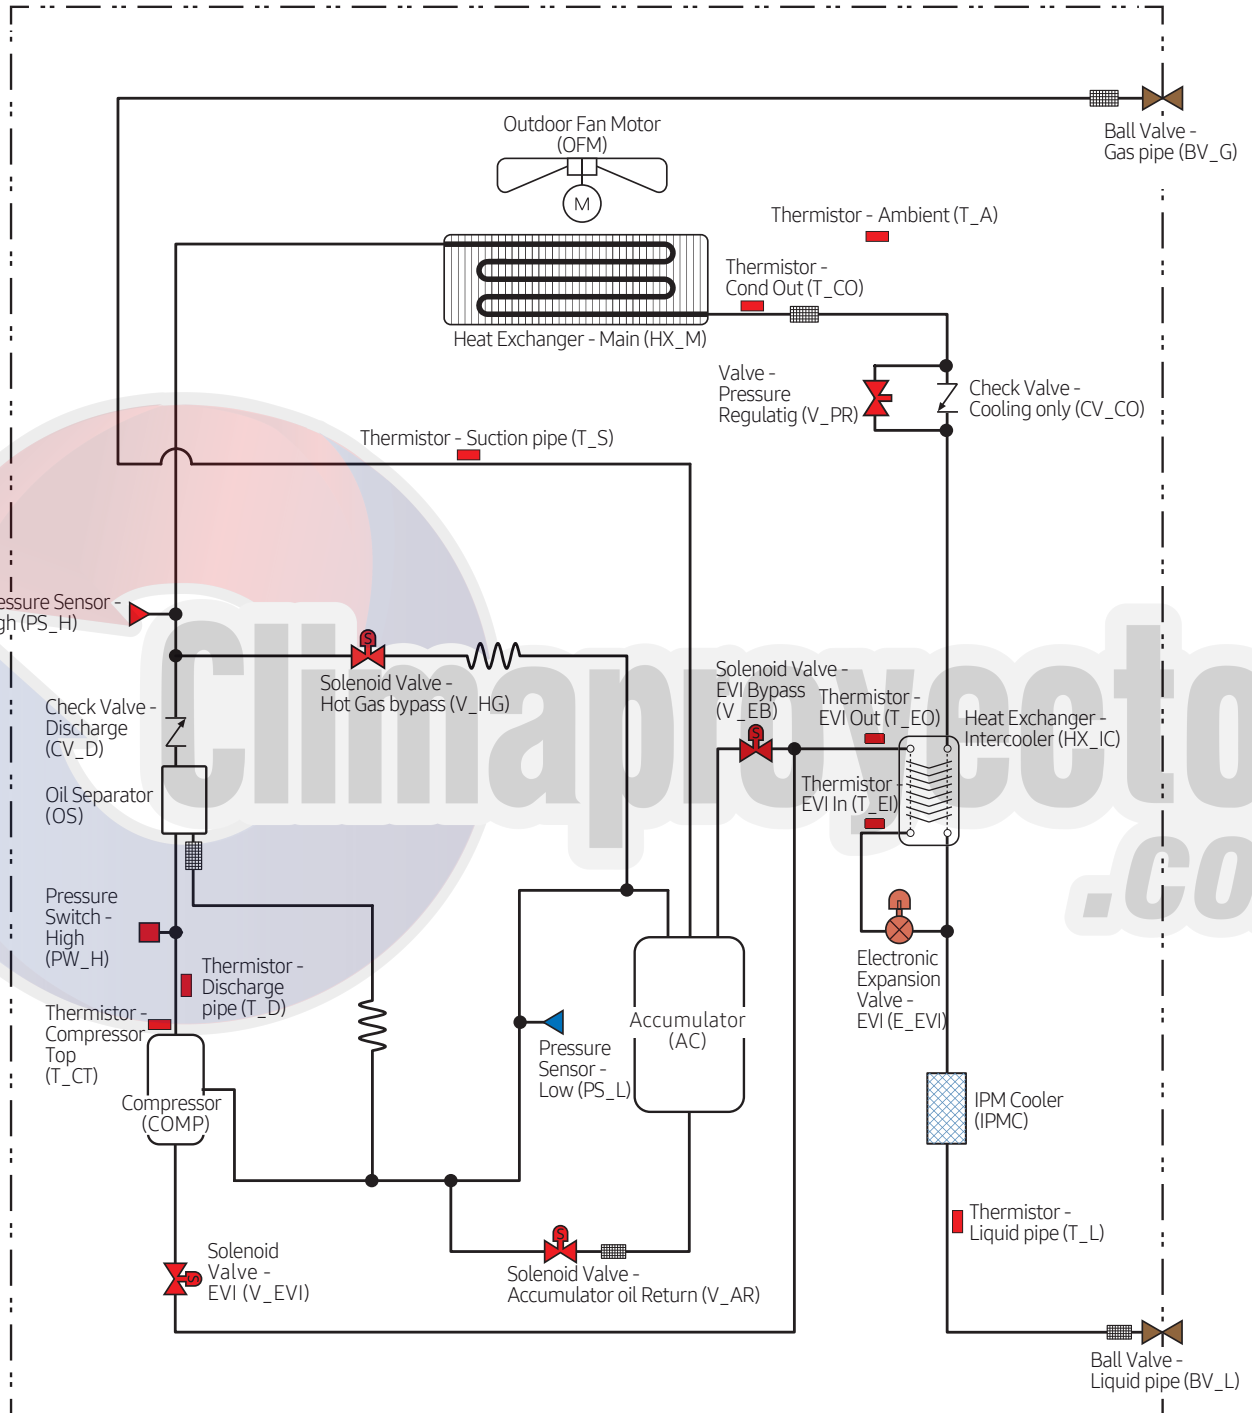 Ball Valve -
Gas pipe (BV_G)
Outdoor Fan Motor
(OFM)
M
Thermistor - Ambient (T_A)
Thermistor -
Cond Out (T_CO)
Heat Exchanger - Main (HX_M)
Valve -
Pressure
Regulatig (V_PR)
Check Valve -
Cooling only (CV_CO)
Thermistor - Suction pipe (T_S)
essure Sensor -
gh (PS_H)
S
Solenoid Valve -
Hot Gas bypass (V_HG)
Solenoid Valve -
EVI Bypass
(V_EB)
S
Thermistor -
EVI Out (T_EO)
Heat Exchanger -
Intercooler (HX_IC)
Check Valve -
Discharge
(CV_D)
Oil Separator
(OS)
Thermistor -
EVI In (T_EI)
Climaproyecto
.co
Pressure
Switch -
High
(PW_H)
Thermistor -
Discharge
pipe (T_D)
Electronic
Expansion
Valve -
EVI (E_EVI)
Thermistor -
Compressor
Top
(T_CT)
Accumulator
(AC)
Pressure
Sensor -
Low (PS_L)
Compressor
(COMP)
IPM Cooler
(IPMC)
Thermistor -
Liquid pipe (T_L)
Solenoid
Valve -
EVI (V_EVI)
S
S
Solenoid Valve -
Accumulator oil Return (V_AR)
Ball Valve -
Liquid pipe (BV_L)